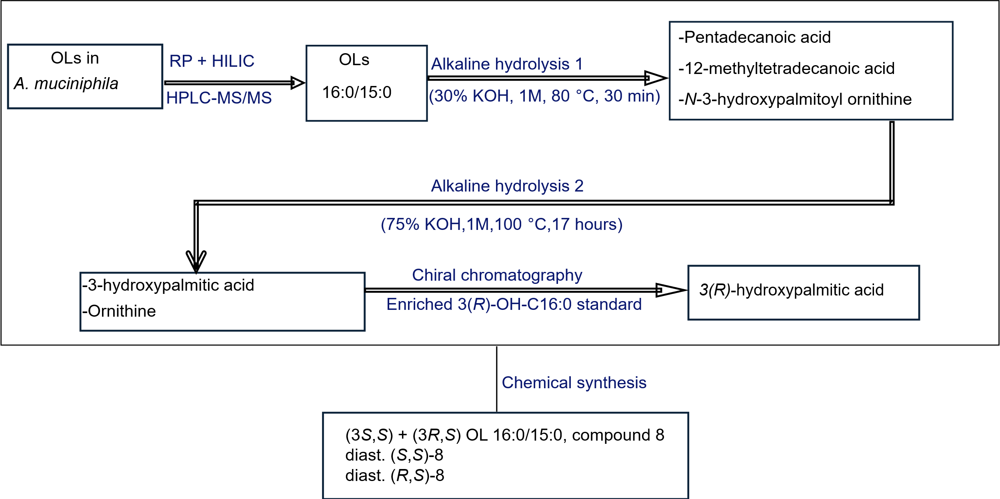 OLs in
A. muciniphila
RP + HILIC
HPLC-MS/MS
OLs
16:0/15:0
Alkaline hydrolysis 1
(30% KOH, 1M, 80 °C, 30 min)
-Pentadecanoic acid
-12-methyltetradecanoic acid
-N-3-hydroxypalmitoyl ornithine
Alkaline hydrolysis 2
(75% KOH,1M,100 °C,17 hours)
-3-hydroxypalmitic acid
-Ornithine
Chiral chromatography
Enriched 3(R)-OH-C16:0 standard
3(R)-hydroxypalmitic acid
Chemical synthesis
(3S,S) + (3R,S) OL 16:0/15:0, compound 8
diast. (S,S)-8
diast. (R,S)-8